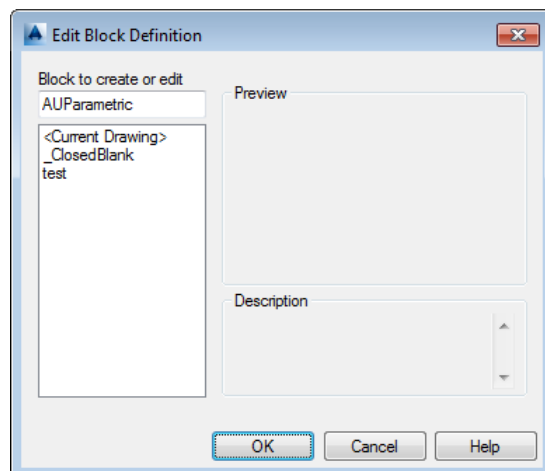 Edit Block Definition
Block to create or edit
AUParametric
<Current Drawing>
_ClosedBlank
test
Preview
Description
OK Cancel Help